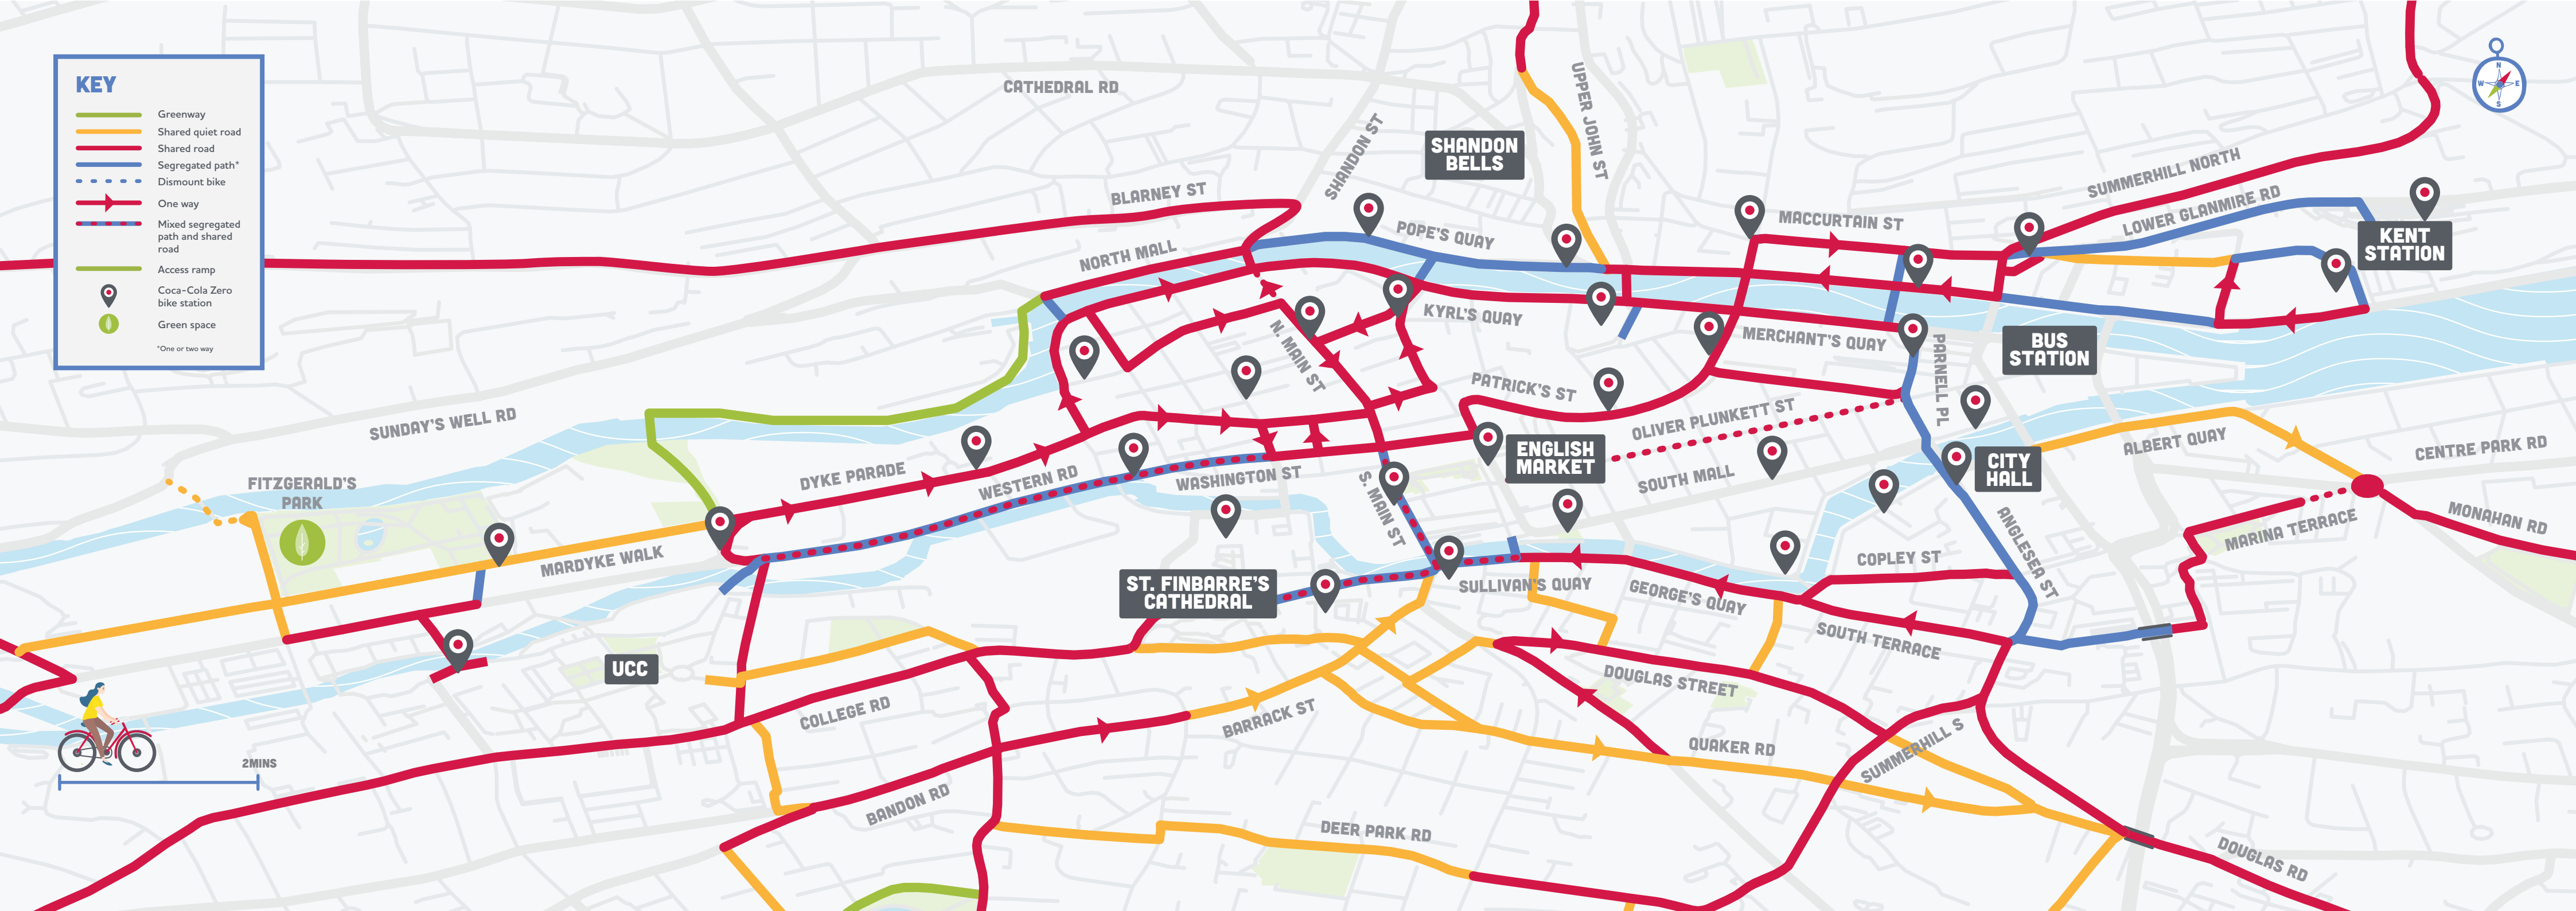 KEY
Greenway
Shared quiet road
Shared road
Segregated path*
Dismount bike
One way
Mixed segregated
path and shared
road
Access ramp
Coca-Cola Zero
bike station
Green space
*One or two way
CATHEDRAL RD
SHANDON ST
SHANDON
BELLS
UPPER JOHN ST
N
W
E
S
SUMMERHILL NORTH
LOWER GLANMIRE RD
KENT
STATION
BLARNEY ST
NORTH MALL
POPE'S QUAY
MACCURTAIN ST
KYRL'S QUAY
MERCHANT'S QUAY
PARNELL PL
BUS
STATION
N. MAIN ST
PATRICK'S ST
OLIVER PLUNKETT ST
SUNDAY'S WELL RD
FITZGERALD'S
PARK
DYKE PARADE
WESTERN RD
WASHINGTON ST
S. MAIN ST
ENGLISH
MARKET
SOUTH MALL
CITY
HALL
ALBERT QUAY
CENTRE PARK RD
MONAHAN RD
MARINA TERRACE
ANGLESEA ST
COPLEY ST
MARDYKE WALK
ST. FINBARRE'S
CATHEDRAL
SULLIVAN'S QUAY
GEORGE'S QUAY
SOUTH TERRACE
UCC
DOUGLAS STREET
COLLEGE RD
BARRACK ST
QUAKER RD
SUMMERHILL S
2MINS
BANDON RD
DEER PARK RD
DOUGLAS RD